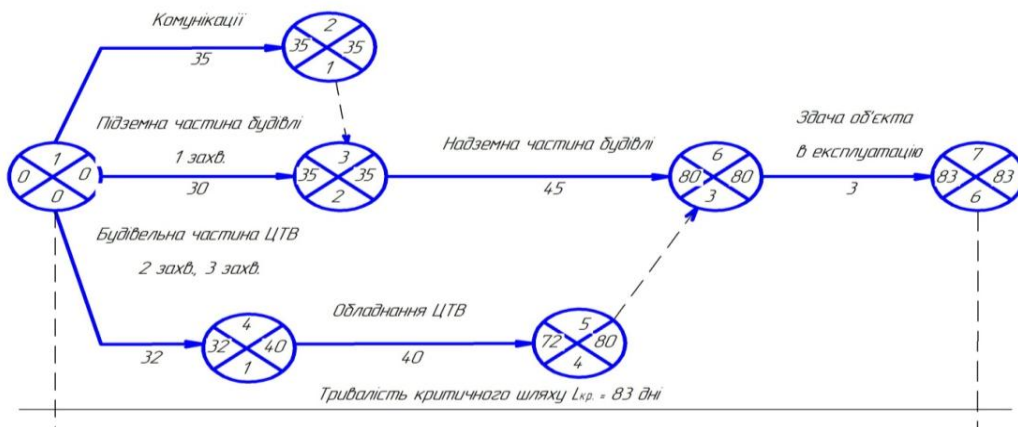 Комунікації
35
2
35 35
1
Підземна частина будівлі
1 захв.
30
1
0 0
0
3
35 35
2
Надземна частина будівлі
45
6
80 80
3
Здача об'єкта
в експлуатацію
3
7
83 83
6
Будівельна частина ЦТВ
2 захв., 3 захв.
32
4
32 40
1
Обладнання ЦТВ
40
5
72 80
4
Тривалість критичного шляху Lкр. = 83 дні